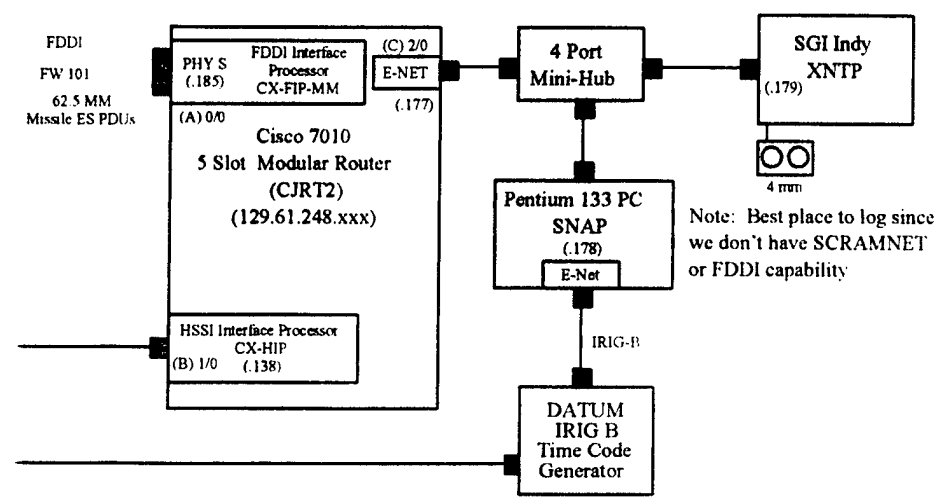 FDDI
FW 101
62.5 MM
Missile ES PDUs
PHY S
(.185)
FDDI Interface
Processor
CX-FIP-MM
(A) 0/0
(C) 2/0
E-NET
(.177)
Cisco 7010
5 Slot Modular Router
(CJRT2)
(129.61.248.xxx)
HSSI Interface Processor
CX-HIP
(B) 1/0
(.138)
4 Port
Mini-Hub
SGI Indy
XNTP
(.179)
4 mm
Pentium 133 PC
SNAP
(.178)
E-Net
Note: Best place to log since
we don't have SCRAMNET
or FDDI capability
IRIG-B
DATUM
IRIG B
Time Code
Generator